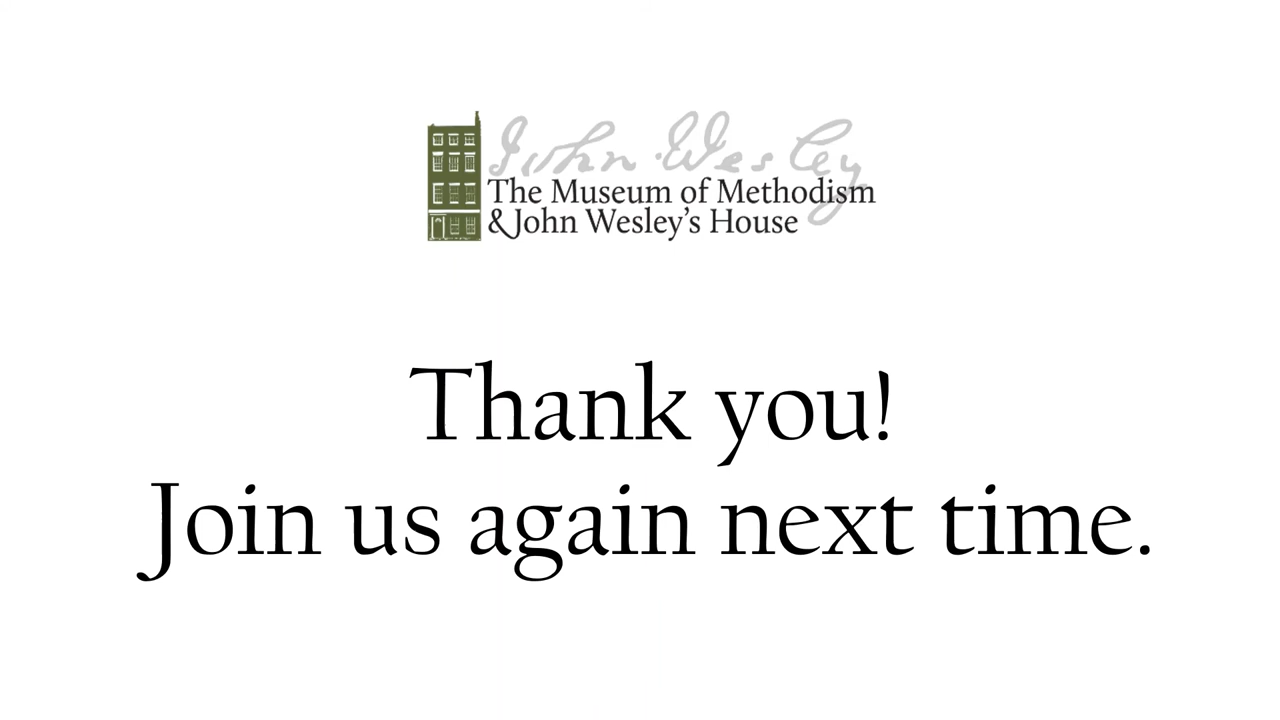 John Wesley
The Museum of Methodism
& John Wesley's House
Thank you!
Join us again next time.